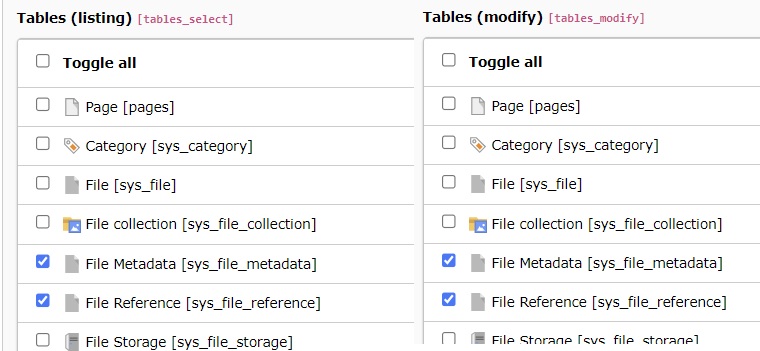 Tables (listing) [tables_select]
Toggle all
Page [pages]
Category [sys_category]
File [sys_file]
File collection [sys_file_collection]
File Metadata [sys_file_metadata]
File Reference [sys_file_reference]
File Storage [sys_file_storage]
Tables (modify) [tables_modify]
Toggle all
Page [pages]
Category [sys_category]
File [sys_file]
File collection [sys_file_collection]
File Metadata [sys_file_metadata]
File Reference [sys_file_reference]
File Storage [sys_file_storage]